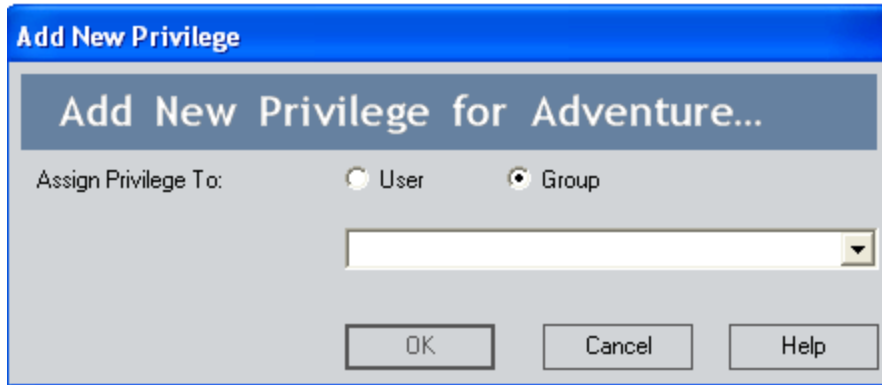 Add New Privilege
Add New Privilege for Adventure...
Assign Privilege To: User Group
OK Cancel Help